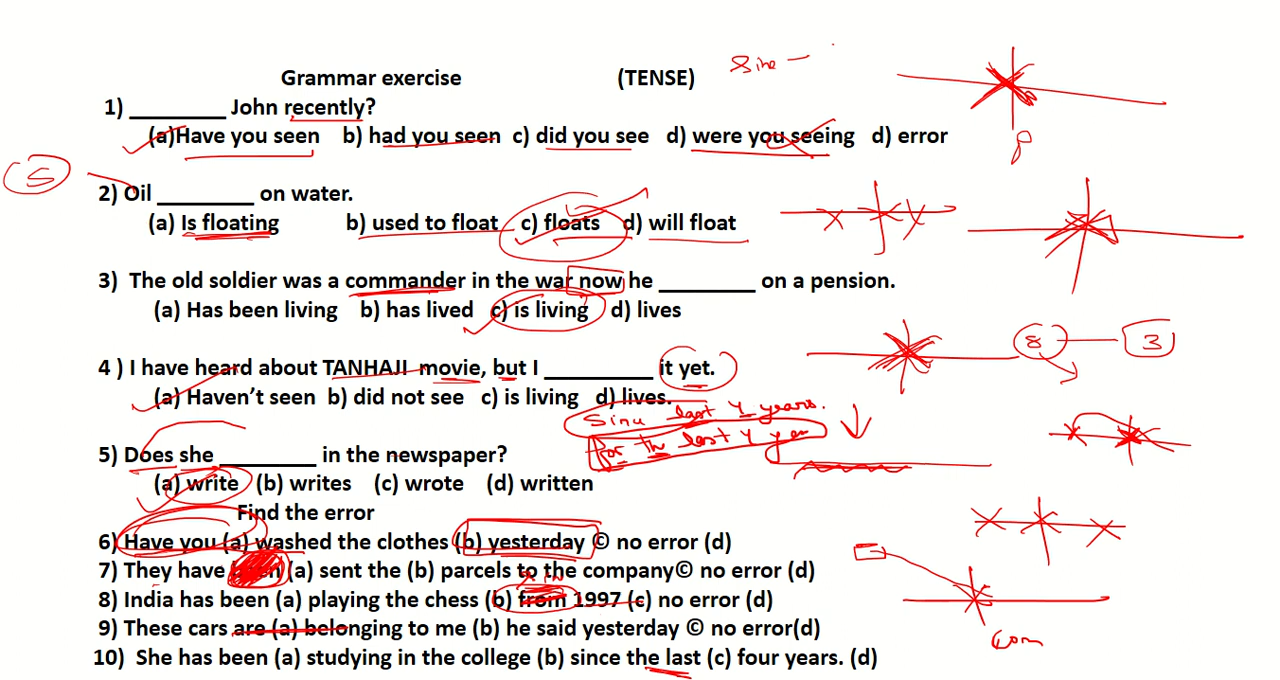 Grammar exercise (TENSE)
1) ________ John recently?
(a)Have you seen b) had you seen c) did you see d) were you seeing d) error
5
2) Oil ________ on water.
(a) Is floating b) used to float c) floats d) will float
3) The old soldier was a commander in the war now he ________ on a pension.
(a) Has been living b) has lived c) is living d) lives
8 3
4 ) I have heard about TANHAJI movie, but I _________ it yet.
(a) Haven't seen b) did not see c) is living d) lives.
last 4 years.
for the last 4 year
5) Does she ________ in the newspaper?
(a) write (b) writes (c) wrote (d) written
Find the error
6) Have you (a) washed the clothes (b) yesterday © no error (d)
7) They have (a) sent the (b) parcels to the company© no error (d)
8) India has been (a) playing the chess (b) from 1997 (c) no error (d)
9) These cars are (a) belonging to me (b) he said yesterday © no error(d)
10) She has been (a) studying in the college (b) since the last (c) four years. (d)